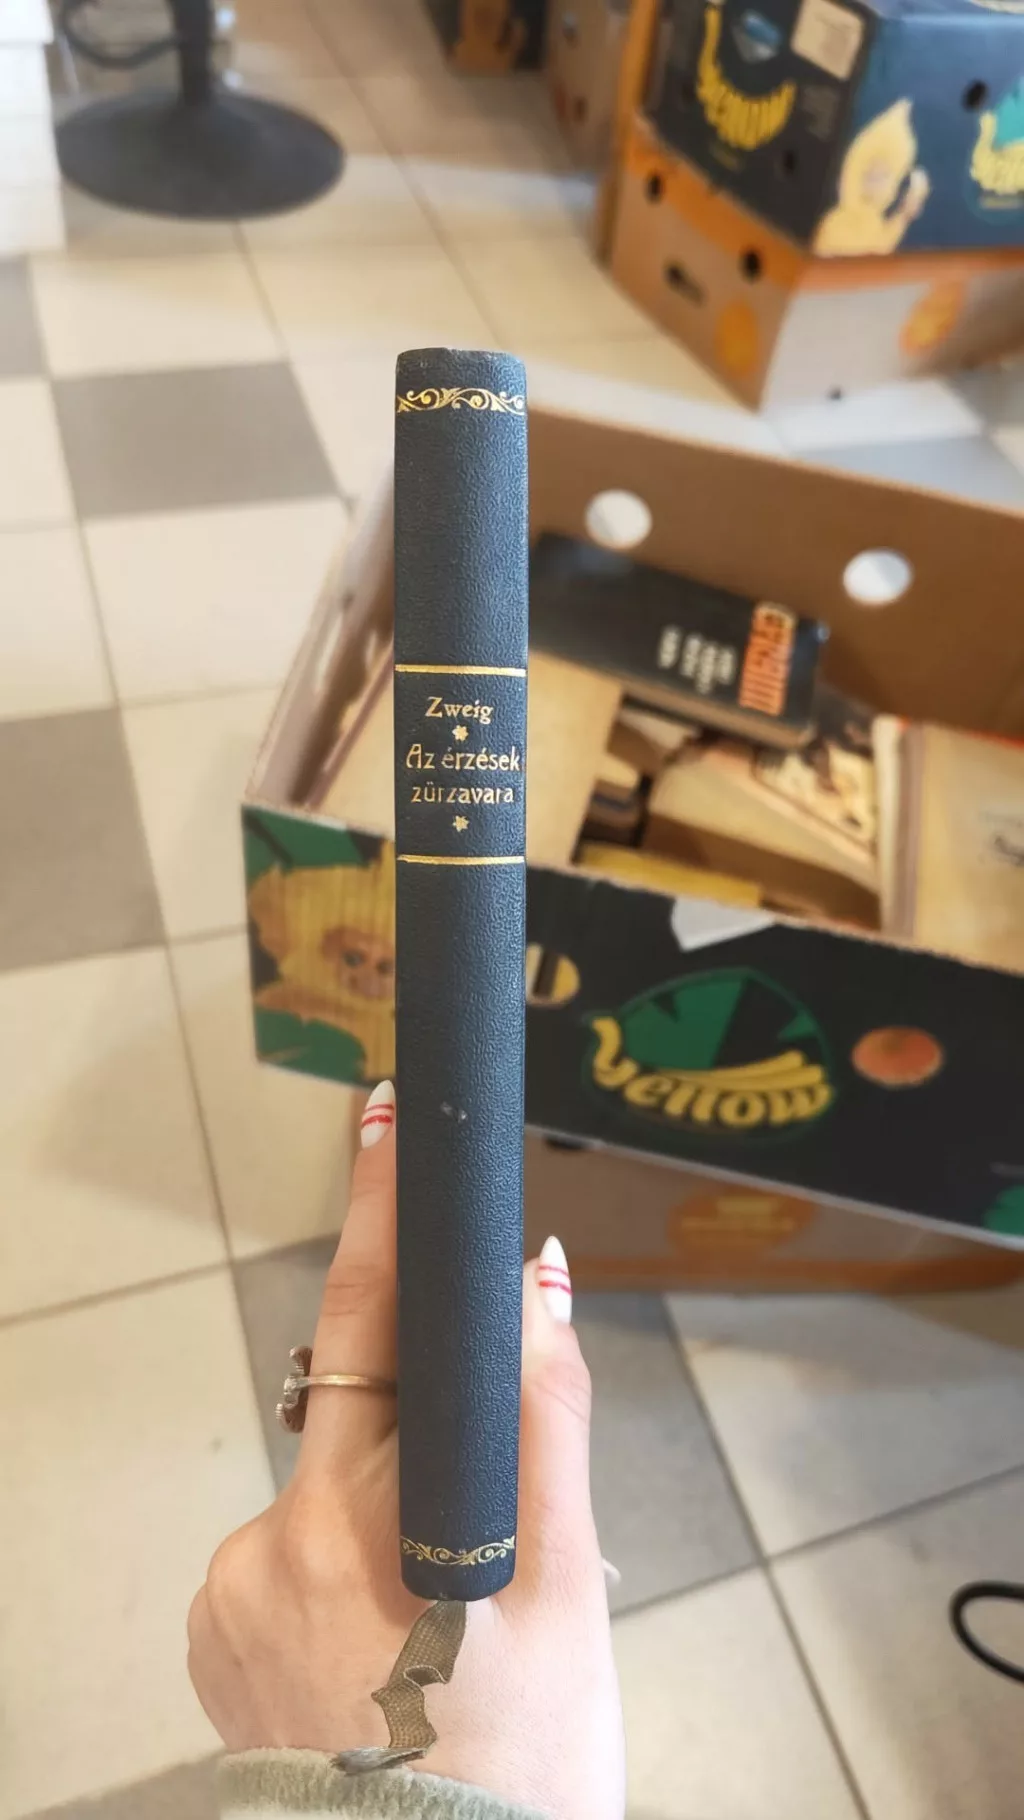 Zweig
Az érzések
zűrzavara
yellow